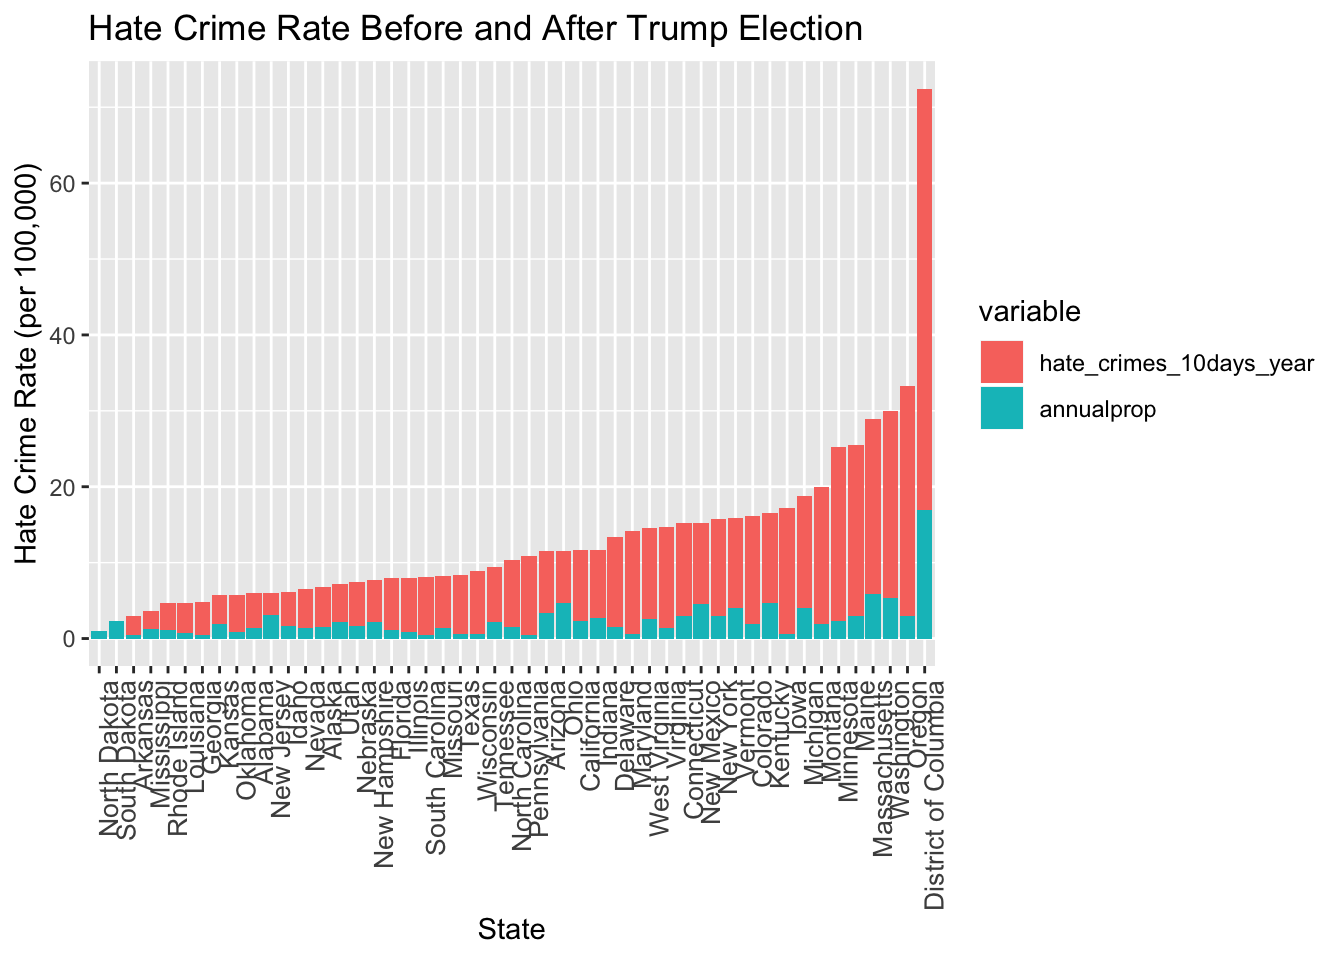 Hate Crime Rate Before and After Trump Election
Hate Crime Rate (per 100,000)
60
40
20
0
North Dakota
South Dakota
Arkansas
Mississippi
Rhode Island
Louisiana
Georgia
Kansas
Oklahoma
Alabama
New Jersey
Idaho
Nevada
Alaska
Utah
Nebraska
New Hampshire
Florida
Illinois
South Carolina
Missouri
Texas
Wisconsin
Tennessee
North Carolina
Pennsylvania
Arizona
Ohio
California
Indiana
Delaware
Maryland
West Virginia
Virginia
Connecticut
New Mexico
New York
Vermont
Colorado
Kentucky
Iowa
Michigan
Montana
Minnesota
Maine
Massachusetts
Washington
Oregon
District of Columbia
State
variable
hate_crimes_10days_year
annualprop